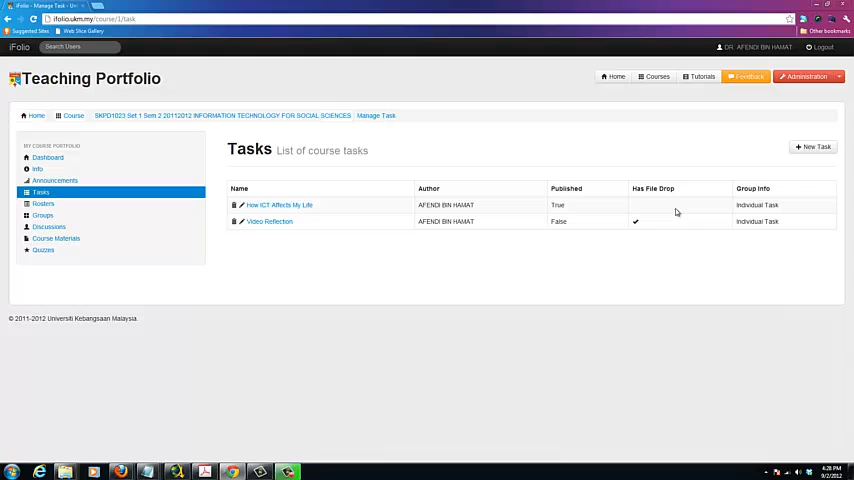 iFolio - Manage Task - Uni
ifolio.ukm.my/course/1/task
Suggested Sites Web Slice Gallery Other bookmarks
iFolio Search Users DR. AFENDI BIN HAMAT Logout
Teaching Portfolio
Home Courses Tutorials Feedback Administration
Home Course SKPD1023 Set 1 Sem 2 20112012 INFORMATION TECHNOLOGY FOR SOCIAL SCIENCES Manage Task
MY COURSE PORTFOLIO
Dashboard
Info
Announcements
Tasks
Rosters
Groups
Discussions
Course Materials
Quizzes
Tasks List of course tasks
+ New Task
Name Author Published Has File Drop Group Info
How ICT Affects My Life AFENDI BIN HAMAT True Individual Task
Video Reflection AFENDI BIN HAMAT False ✔ Individual Task
© 2011-2012 Universiti Kebangsaan Malaysia.
4:28 PM
9/2/2012